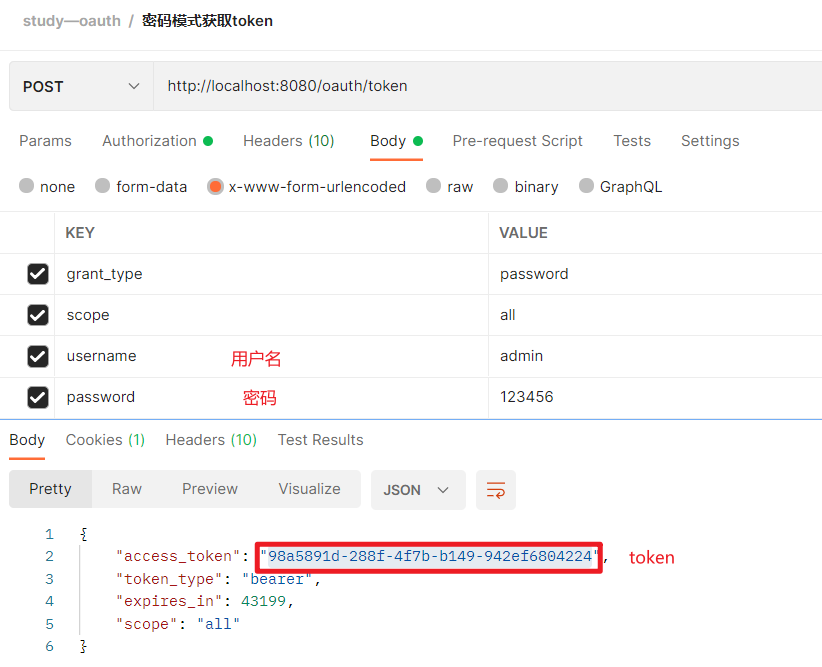 study—oauth / 密码模式获取token
POST http://localhost:8080/oauth/token
Params Authorization Headers (10) Body Pre-request Script Tests Settings
none form-data x-www-form-urlencoded raw binary GraphQL
KEY VALUE
grant_type password
scope all
username 用户名 admin
password 密码 123456
Body Cookies (1) Headers (10) Test Results
Pretty Raw Preview Visualize JSON
1 {
2 "access_token": "98a5891d-288f-4f7b-b149-942ef6804224", token
3 "token_type": "bearer",
4 "expires_in": 43199,
5 "scope": "all"
6 }